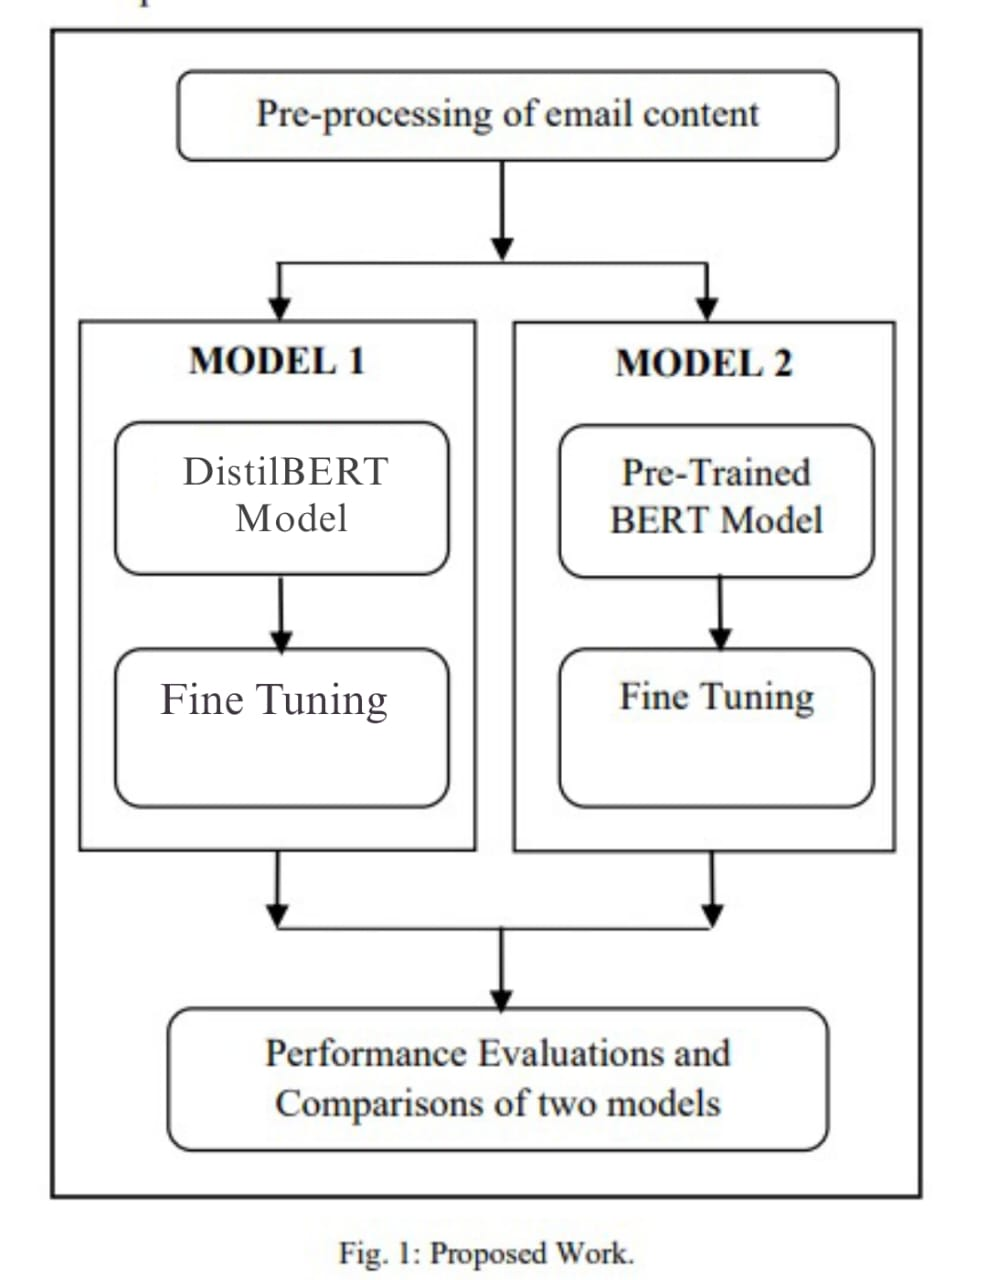 Pre-processing of email content
MODEL 1
DistilBERT
Model
Fine Tuning
MODEL 2
Pre-Trained
BERT Model
Fine Tuning
Performance Evaluations and
Comparisons of two models
Fig. 1: Proposed Work.